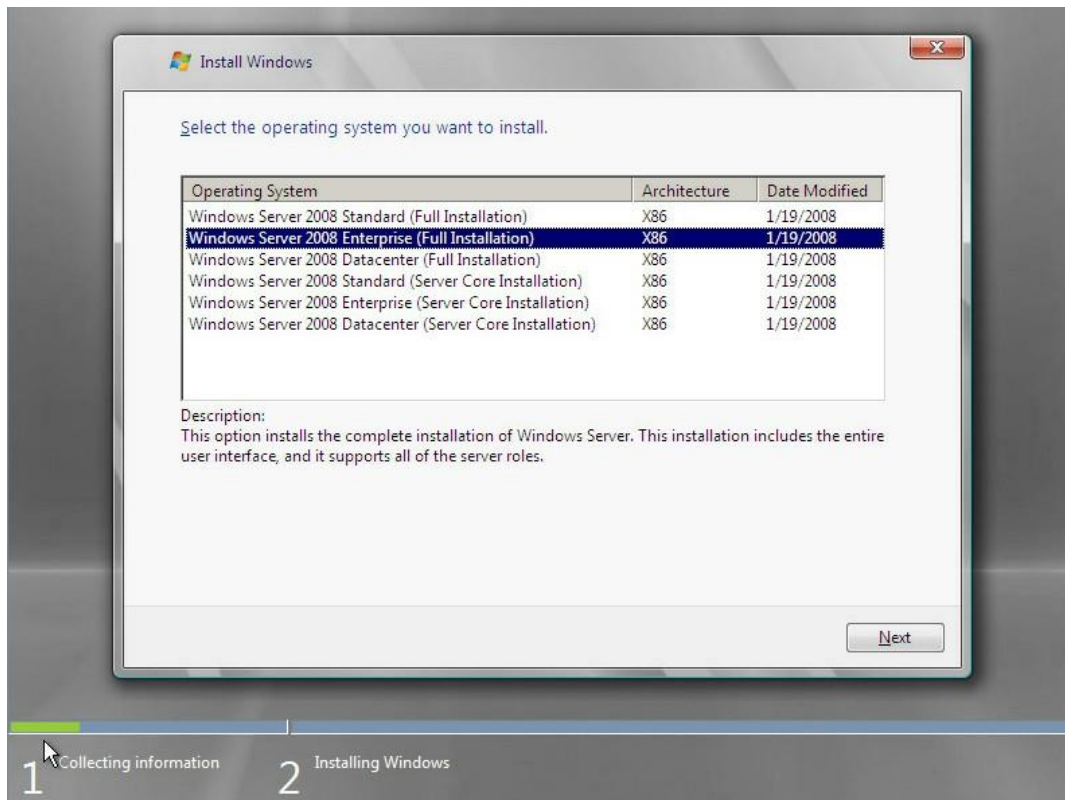 Install Windows
Select the operating system you want to install.
Operating System Architecture Date Modified
Windows Server 2008 Standard (Full Installation) X86 1/19/2008
Windows Server 2008 Enterprise (Full Installation) X86 1/19/2008
Windows Server 2008 Datacenter (Full Installation) X86 1/19/2008
Windows Server 2008 Standard (Server Core Installation) X86 1/19/2008
Windows Server 2008 Enterprise (Server Core Installation) X86 1/19/2008
Windows Server 2008 Datacenter (Server Core Installation) X86 1/19/2008
Description:
This option installs the complete installation of Windows Server. This installation includes the entire
user interface, and it supports all of the server roles.
Next
1 Collecting information 2 Installing Windows